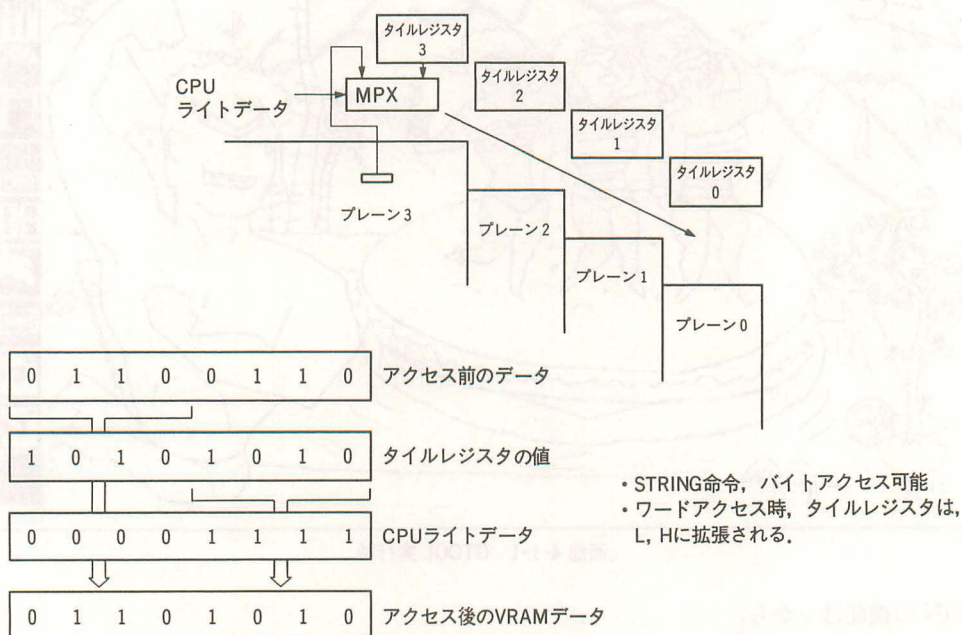 タイルレジスタ
3
タイルレジスタ
2
タイルレジスタ
1
タイルレジスタ
0
CPU
ライトデータ
MPX
プレーン3
プレーン2
プレーン1
プレーン0
0 1 1 0 0 1 1 0 アクセス前のデータ
1 0 1 0 1 0 1 0 タイルレジスタの値
0 0 0 0 1 1 1 1 CPUライトデータ
0 1 1 0 1 0 1 0 アクセス後のVRAMデータ
・STRING命令,バイトアクセス可能
・ワードアクセス時,タイルレジスタは,
L, Hに拡張される.